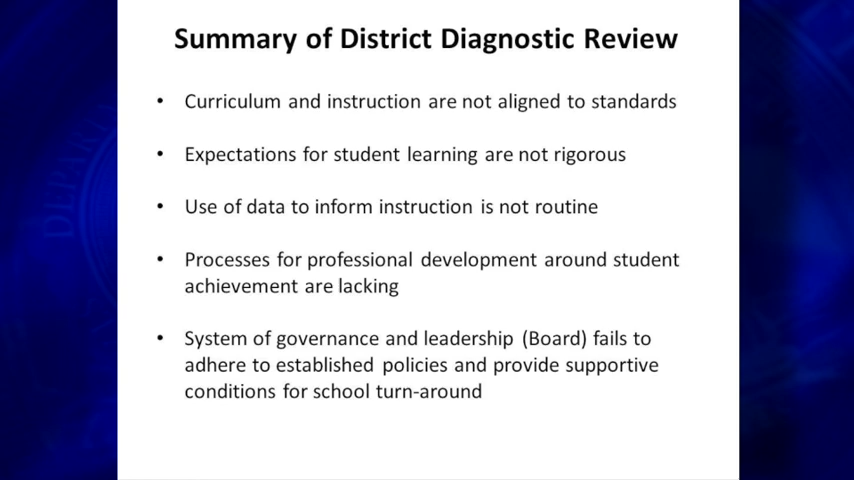 Summary of District Diagnostic Review
• Curriculum and instruction are not aligned to standards
• Expectations for student learning are not rigorous
• Use of data to inform instruction is not routine
• Processes for professional development around student
achievement are lacking
• System of governance and leadership (Board) fails to
adhere to established policies and provide supportive
conditions for school turn-around